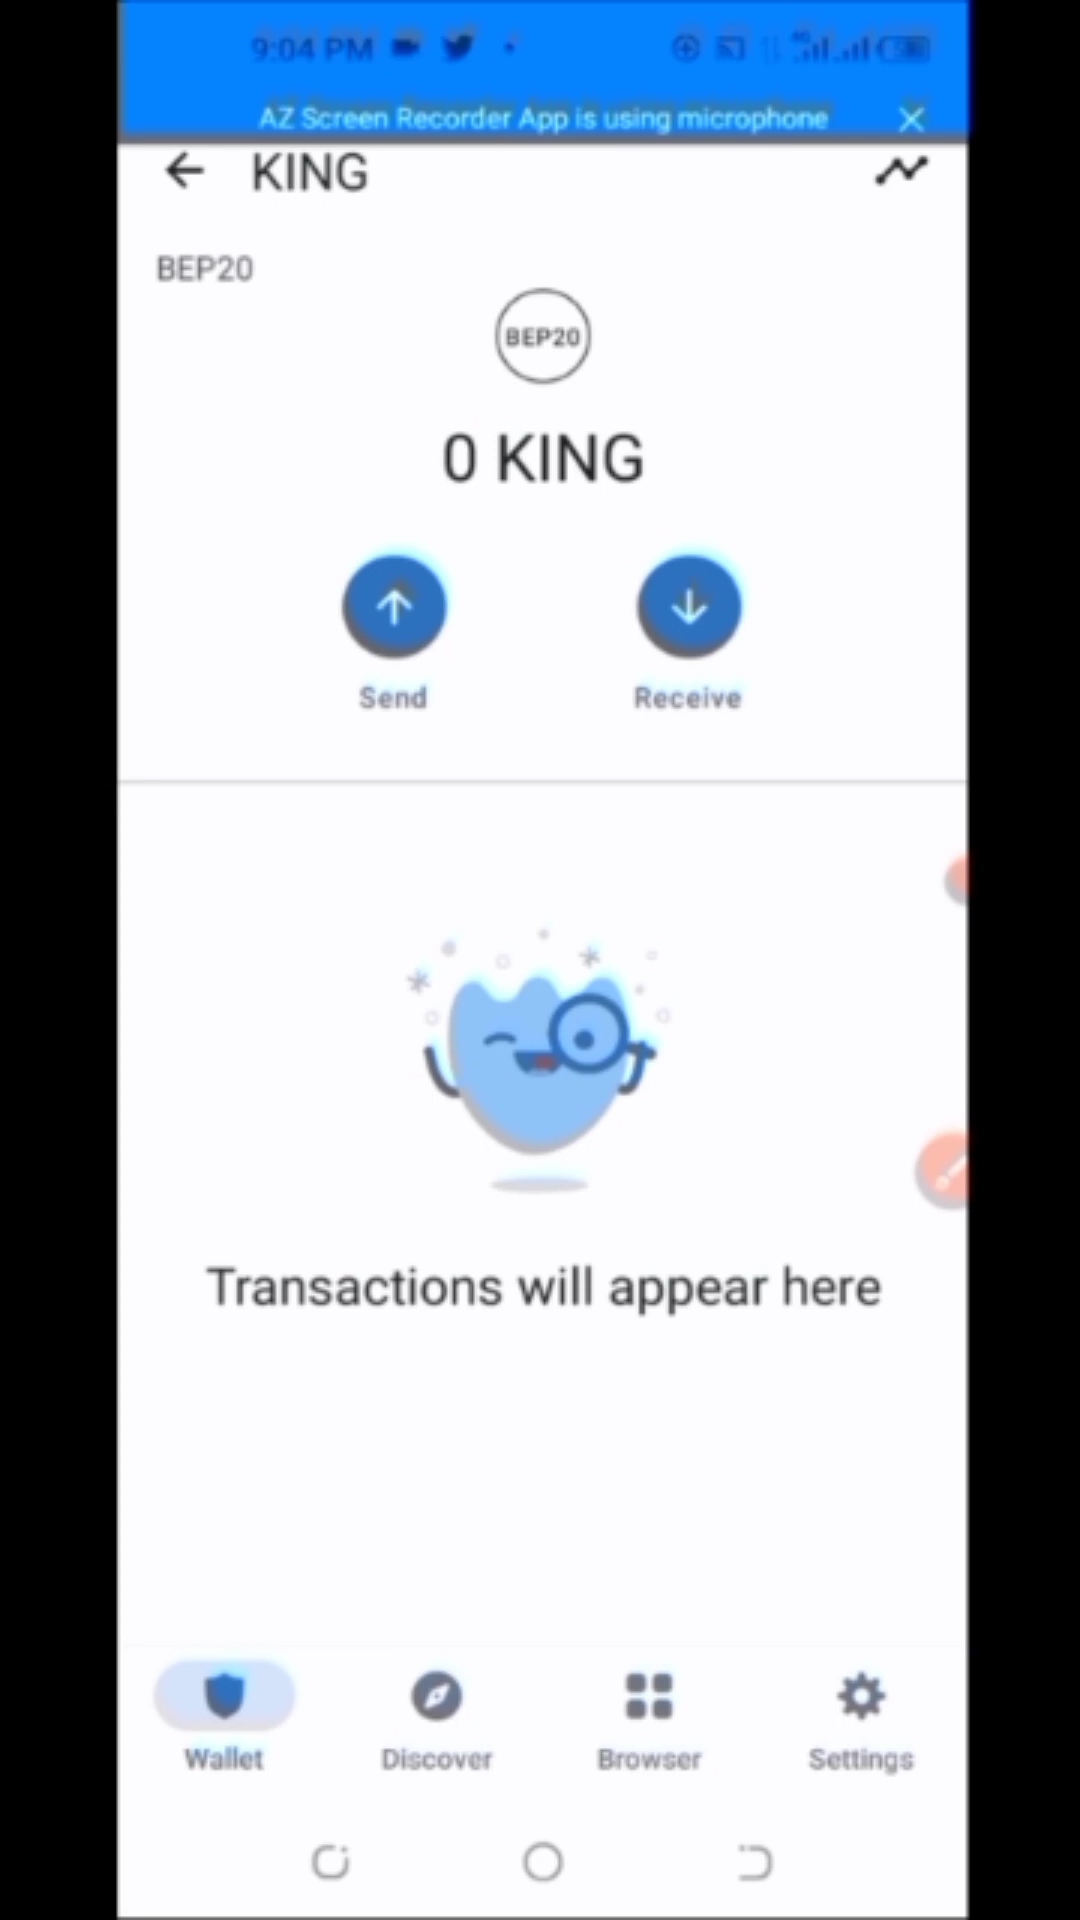 9:04 PM
4G
AZ Screen Recorder App is using microphone
KING
BEP20
BEP20
0 KING
Send
Receive
Transactions will appear here
Wallet
Discover
Browser
Settings